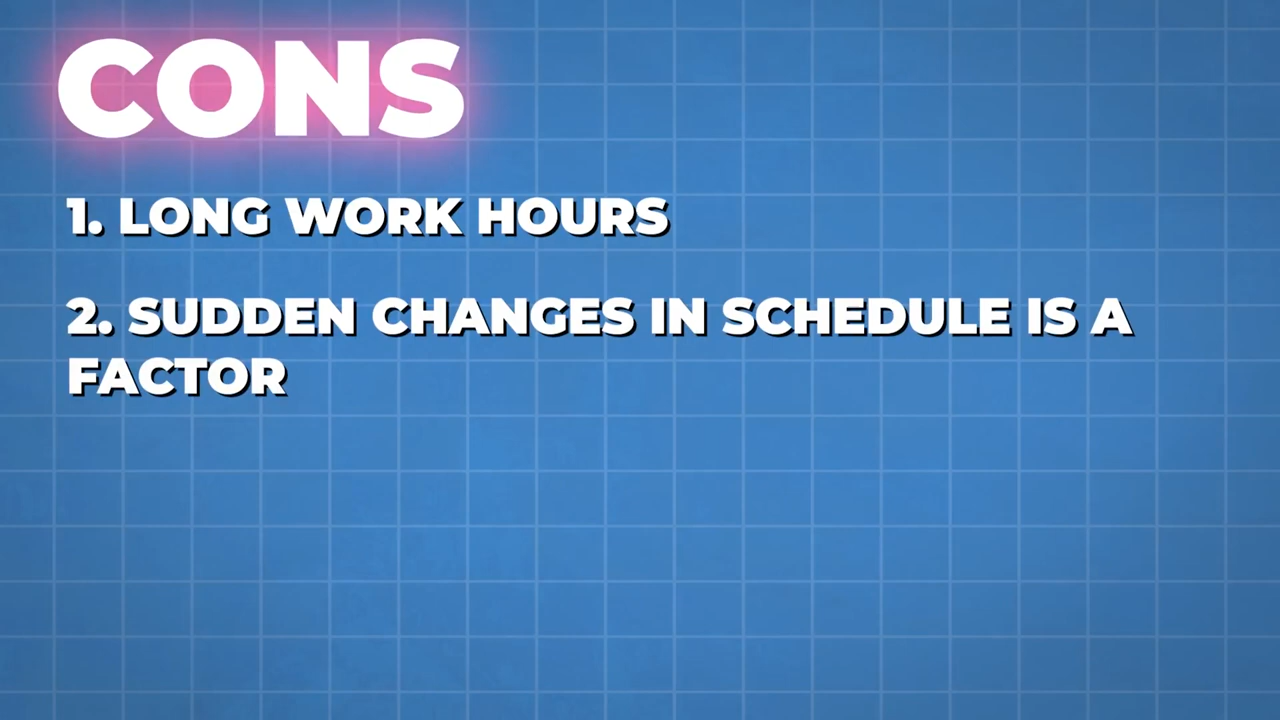 CONS
1. LONG WORK HOURS
2. SUDDEN CHANGES IN SCHEDULE IS A
FACTOR